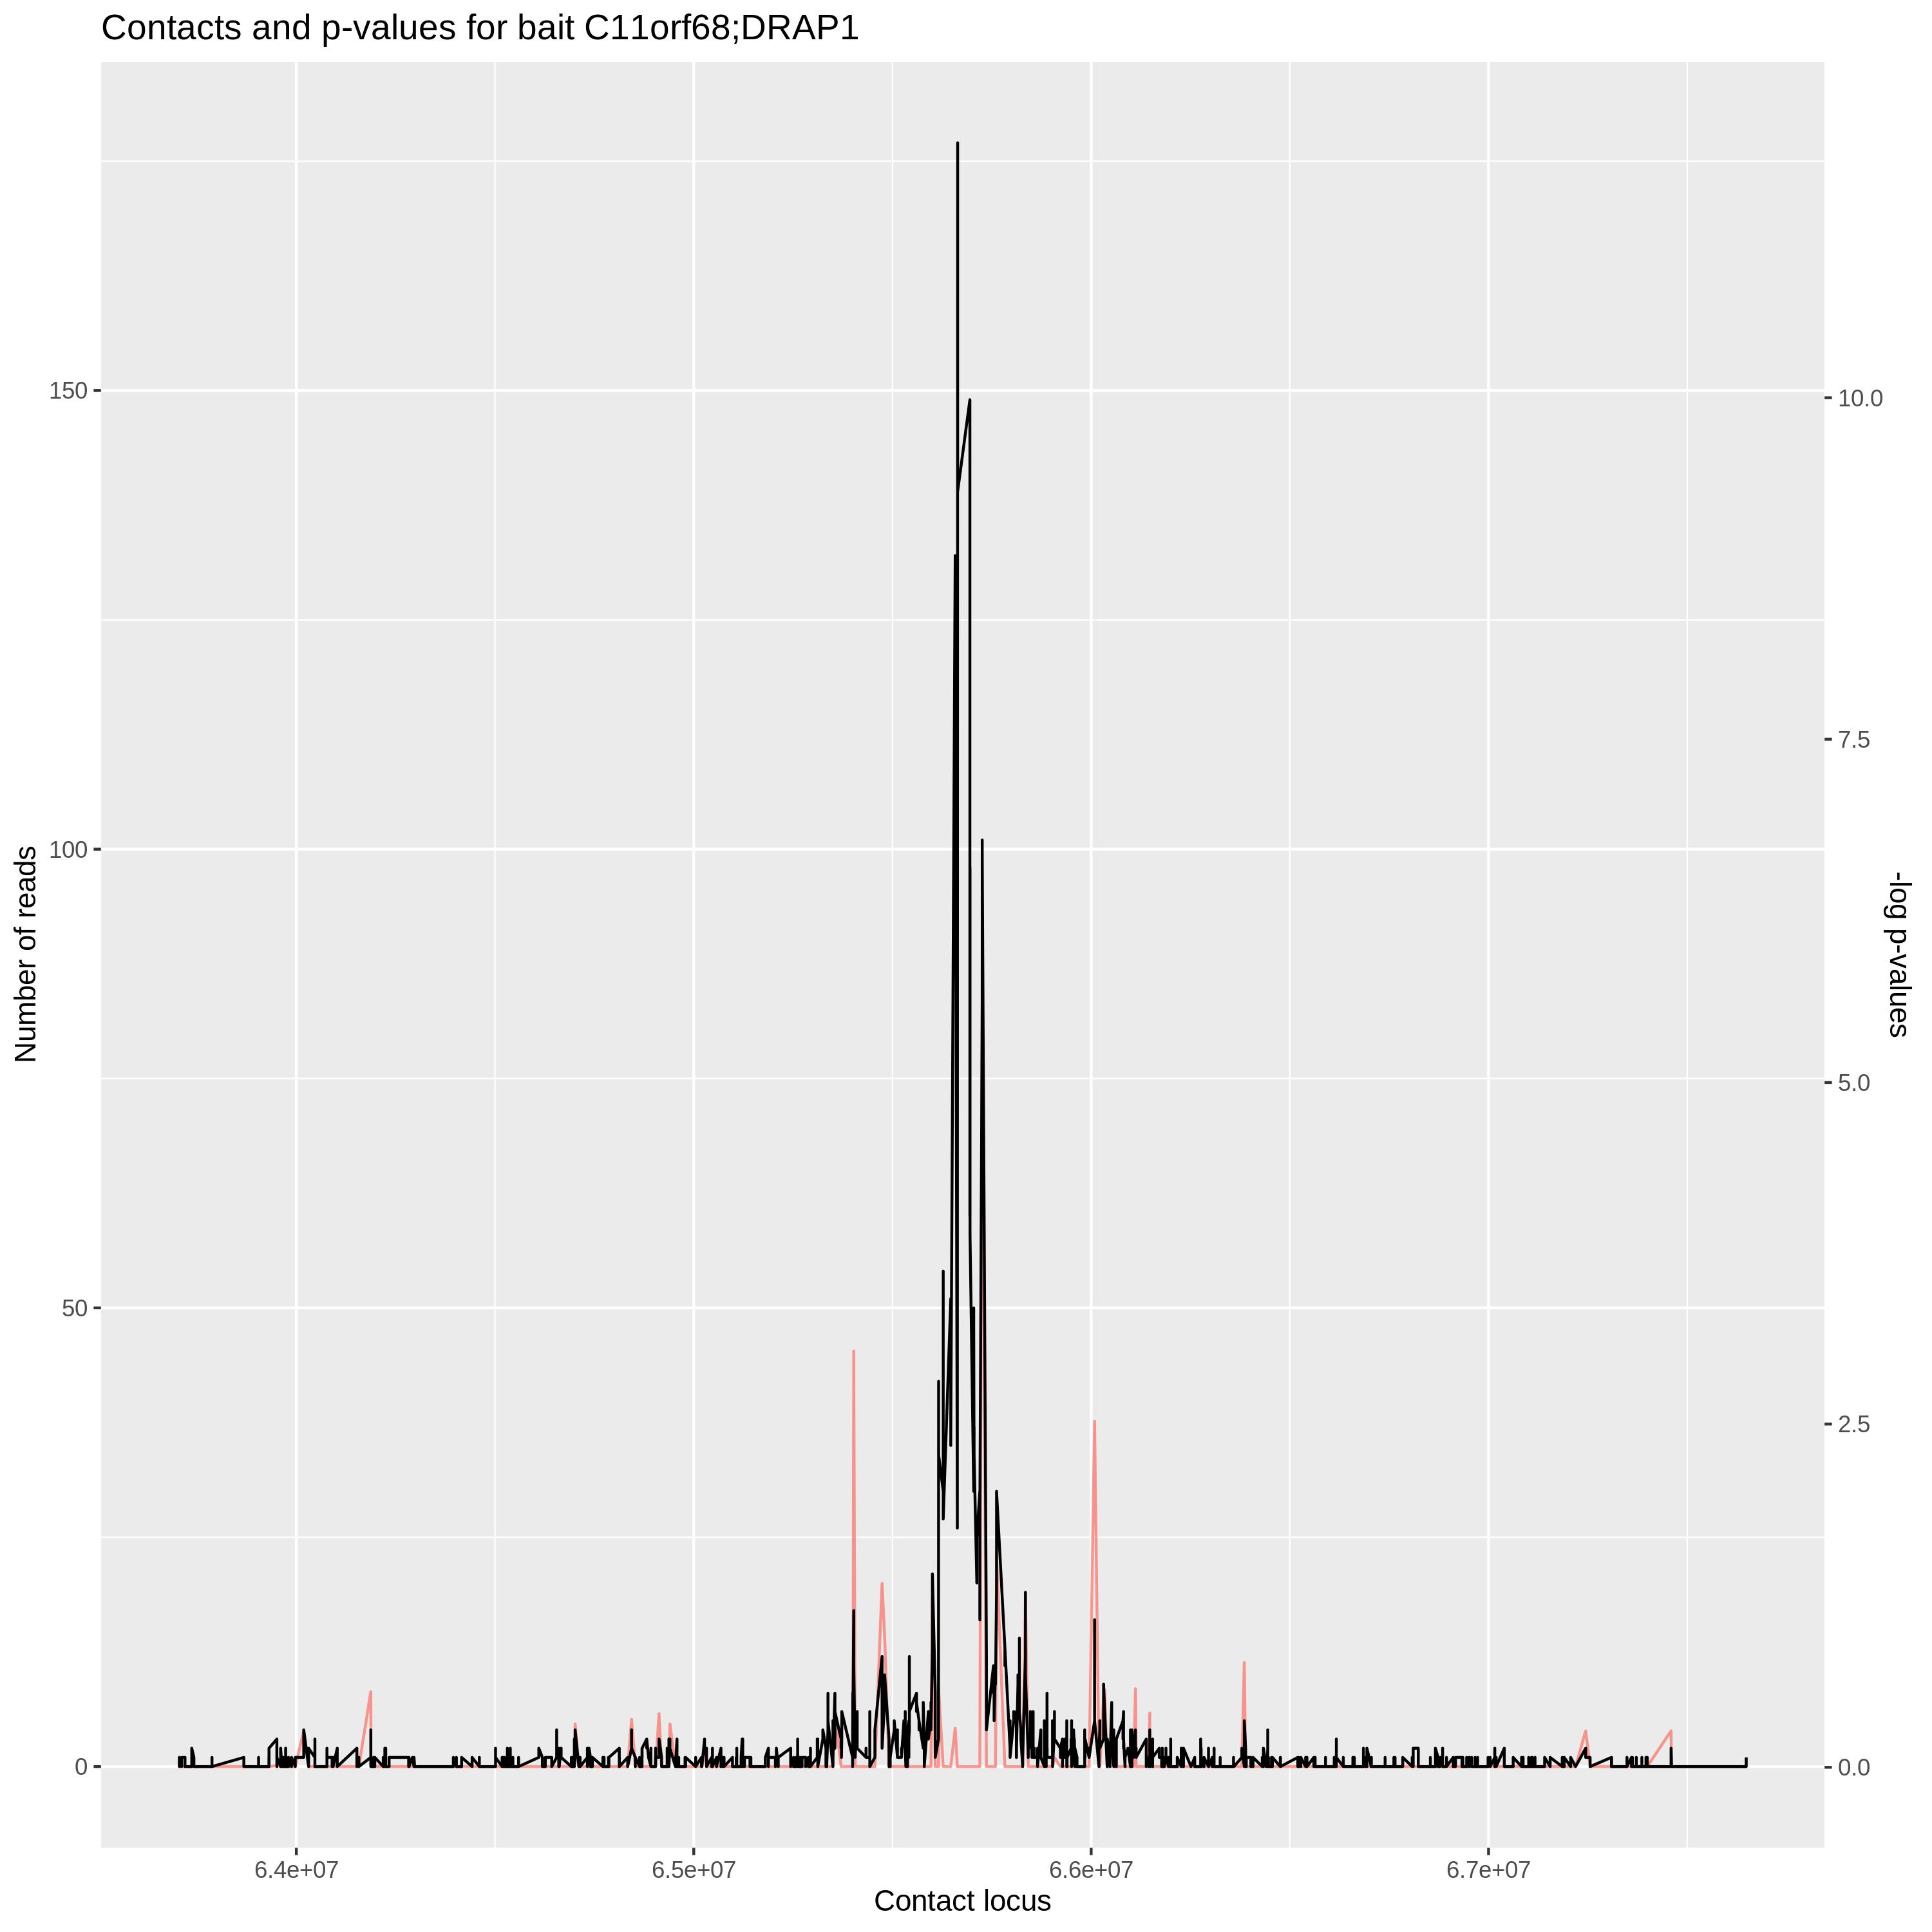 Contacts and p-values for bait C11orf68;DRAP1
Number of reads
150
100
50
0
10.0
7.5
5.0
2.5
0.0
-log p-values
6.4e+07 6.5e+07 6.6e+07 6.7e+07
Contact locus